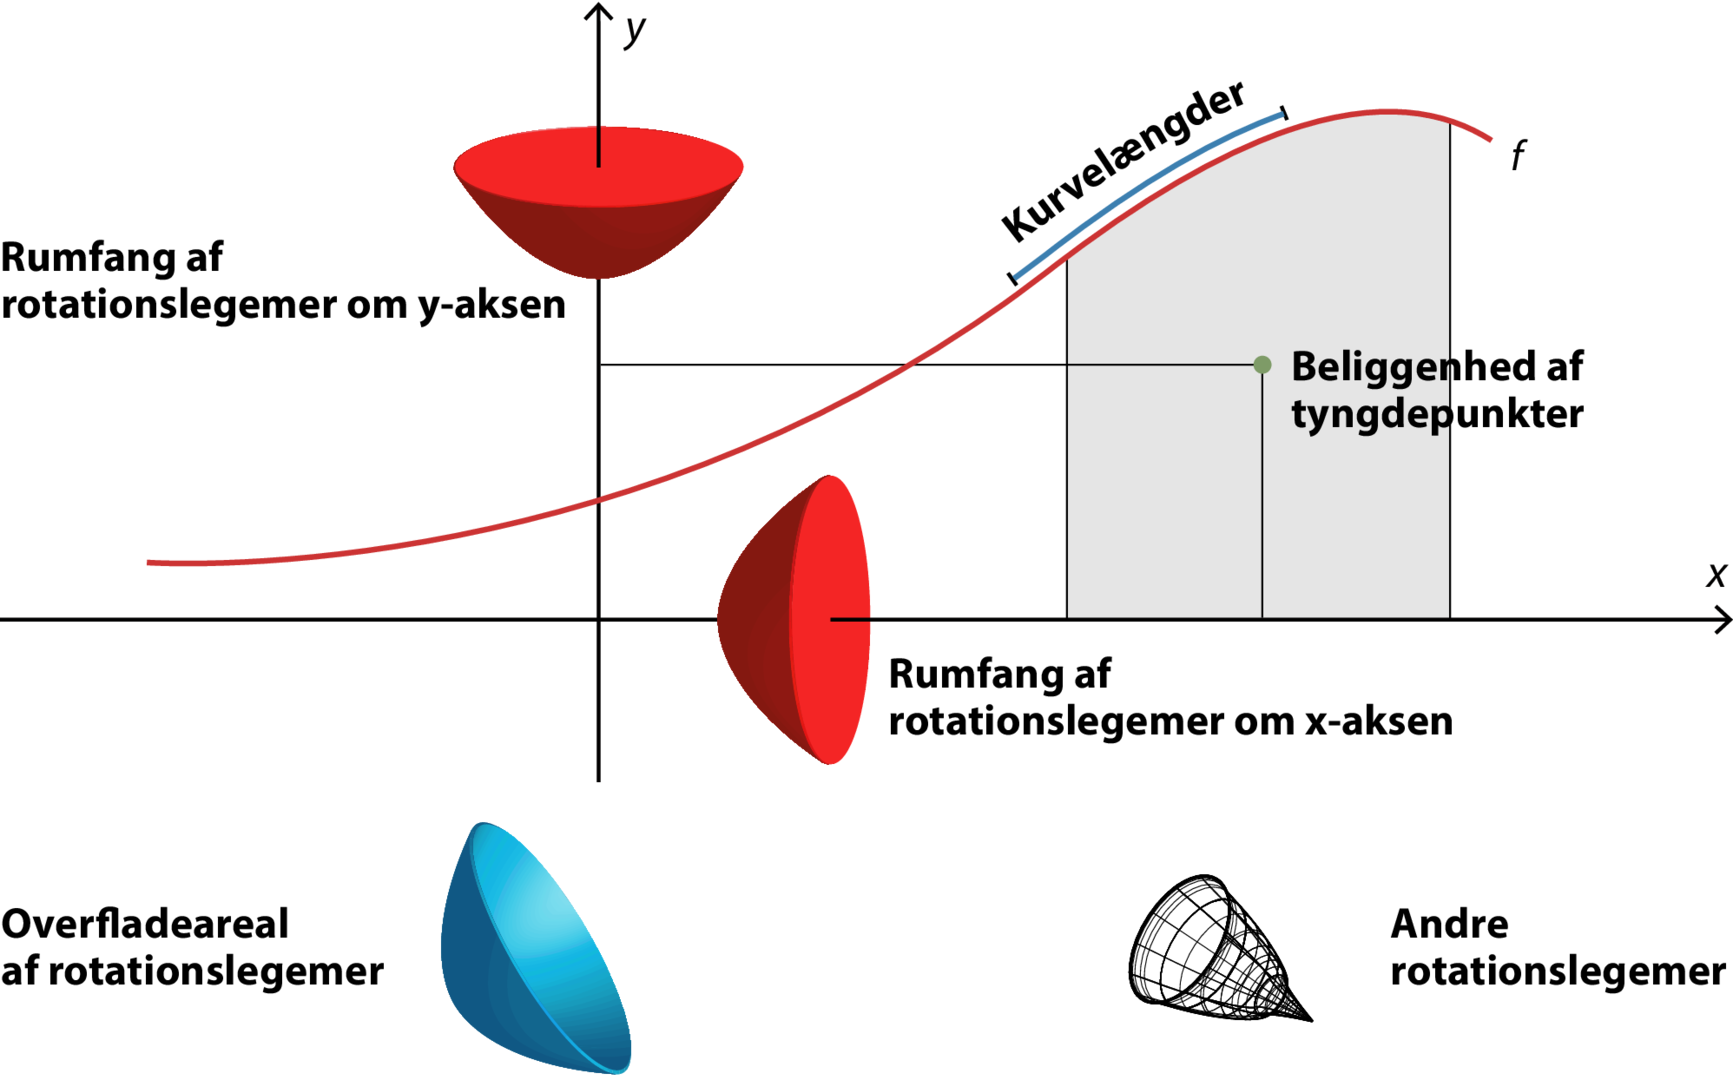 y
Kurvelængder
f
Rumfang af
rotationslegemer om y-aksen
Beliggenhed af
tyngdepunkter
x
Rumfang af
rotationslegemer om x-aksen
Overfladeareal
af rotationslegemer
Andre
rotationslegemer